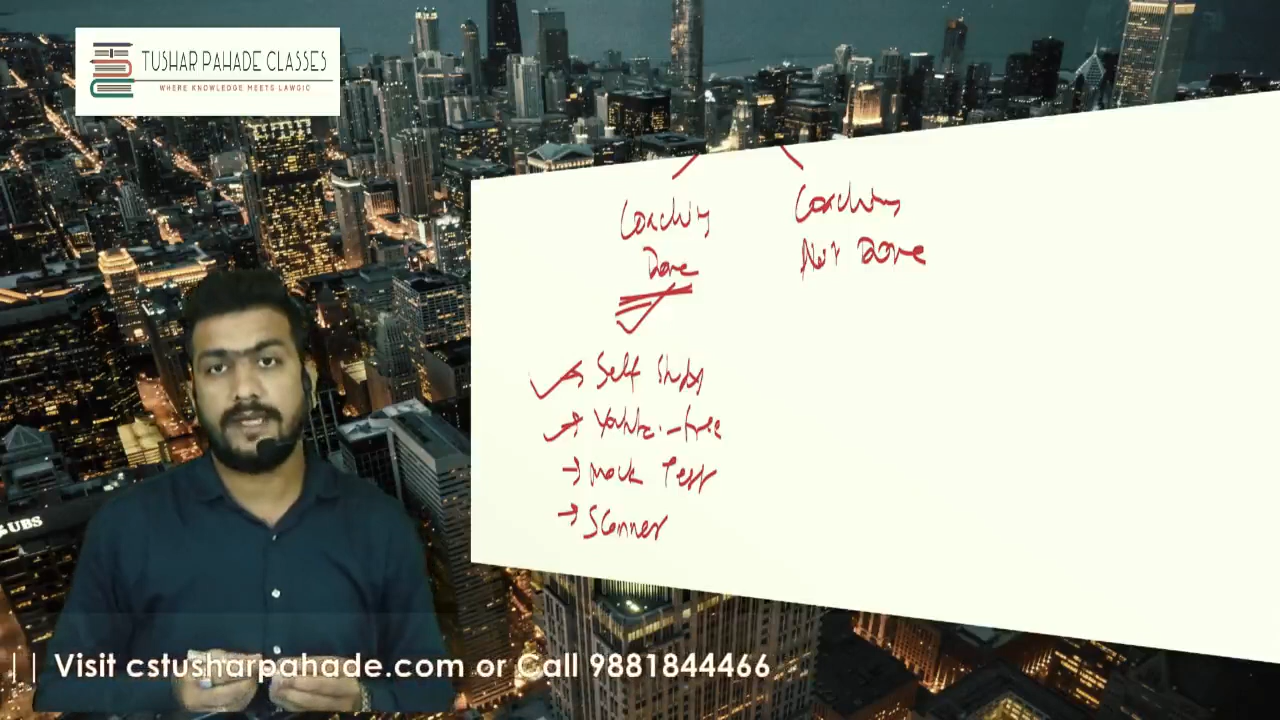 TUSHAR PAHADE CLASSES
WHERE KNOWLEDGE MEETS LAWGIC
Coaching
Done
Coaching
Not Done
→ Self Study
→ -free
→ Mock Test
→ Scanner
UBS
|| Visit cstusharpahade.com or Call 9881844466